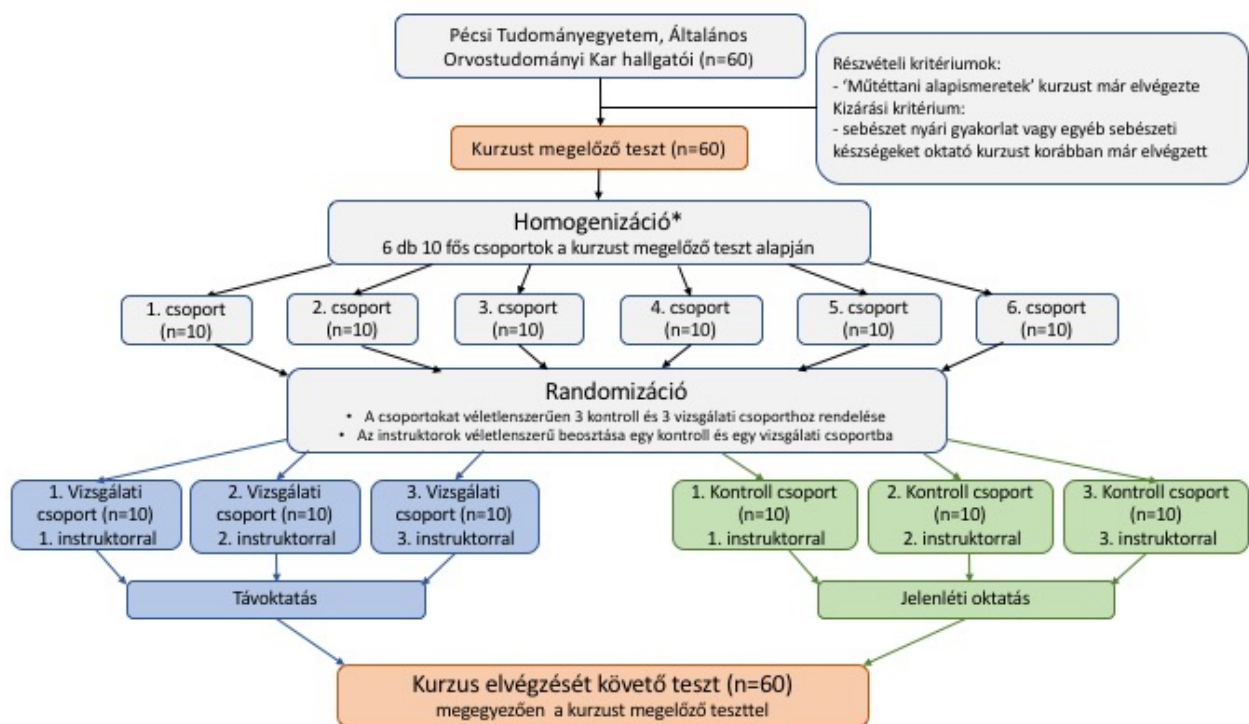 Pécsi Tudományegyetem, Általános
Orvostudományi Kar hallgatói (n=60)
Részvételi kritériumok:
- ‘Műtéttani alapismeretek’ kurzust már elvégezte
Kizárási kritérium:
- sebészet nyári gyakorlat vagy egyéb sebészeti
készségeket oktató kurzust korábban már elvégzett
Kurzust megelőző teszt (n=60)
Homogenizáció*
6 db 10 fős csoportok a kurzust megelőző teszt alapján
1. csoport
(n=10)
2. csoport
(n=10)
3. csoport
(n=10)
4. csoport
(n=10)
5. csoport
(n=10)
6. csoport
(n=10)
Randomizáció
• A csoportokat véletlenszerűen 3 kontroll és 3 vizsgálati csoporthoz rendelése
• Az instruktorok véletlenszerű beosztása egy kontroll és egy vizsgálati csoportba
1. Vizsgálati
csoport (n=10)
1. instruktorral
2. Vizsgálati
csoport (n=10)
2. instruktorral
3. Vizsgálati
csoport (n=10)
3. instruktorral
1. Kontroll csoport
(n=10)
1. instruktorral
2. Kontroll csoport
(n=10)
2. instruktorral
3. Kontroll csoport
(n=10)
3. instruktorral
Távoktatás
Jelenléti oktatás
Kurzus elvégzését követő teszt (n=60)
megegyezően a kurzust megelőző teszttel